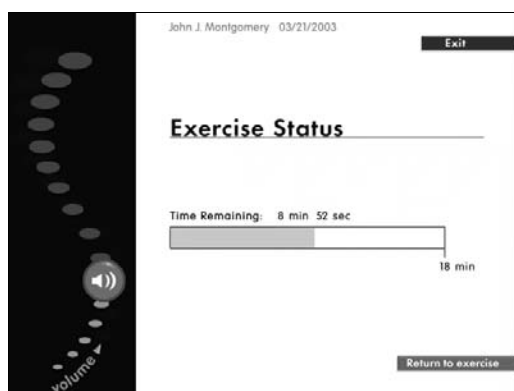 John J. Montgomery 03/21/2003
Exit
Exercise Status
Time Remaining: 8 min 52 sec
18 min
Return to exercise
volume